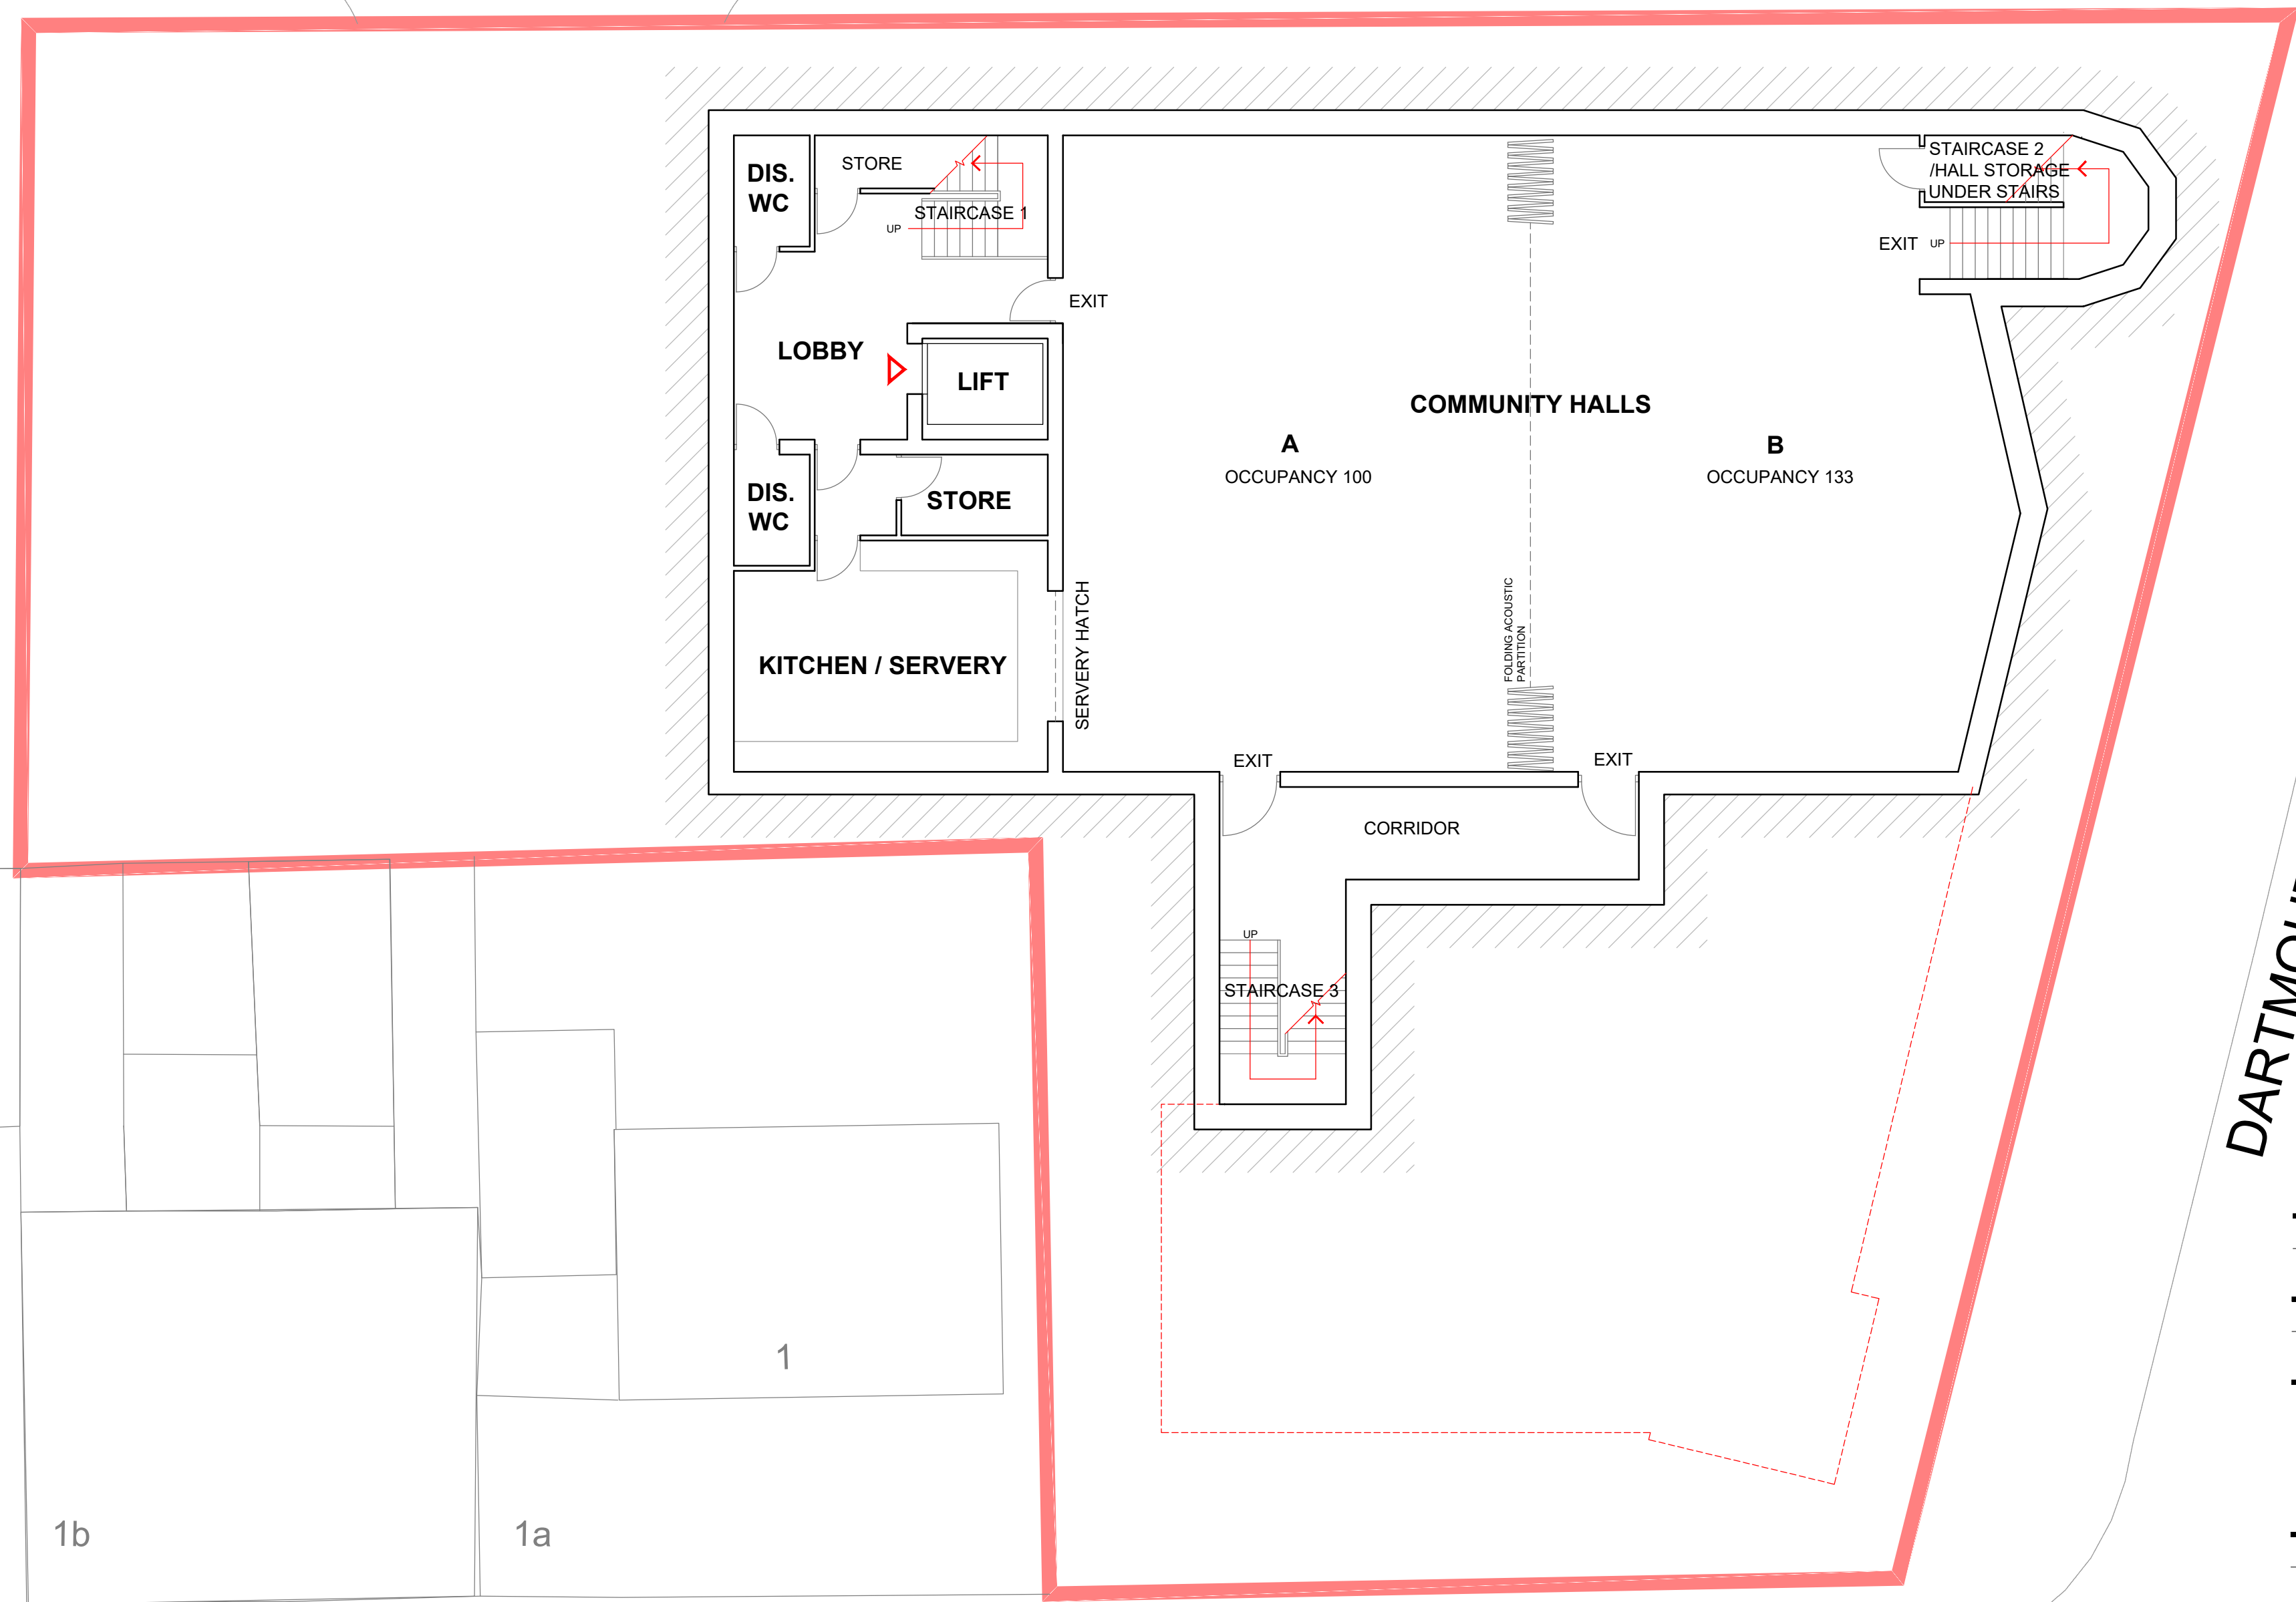 DIS.
WC
STORE
STAIRCASE 1
UP
STAIRCASE 2
/HALL STORAGE
UNDER STAIRS
EXIT
UP
EXIT
LOBBY
LIFT
COMMUNITY HALLS
A
OCCUPANCY 100
B
OCCUPANCY 133
DIS.
WC
STORE
KITCHEN / SERVERY
SERVERY HATCH
FOLDING ACOUSTIC
PARTITION
EXIT
EXIT
CORRIDOR
UP
STAIRCASE 3
1
1b
1a